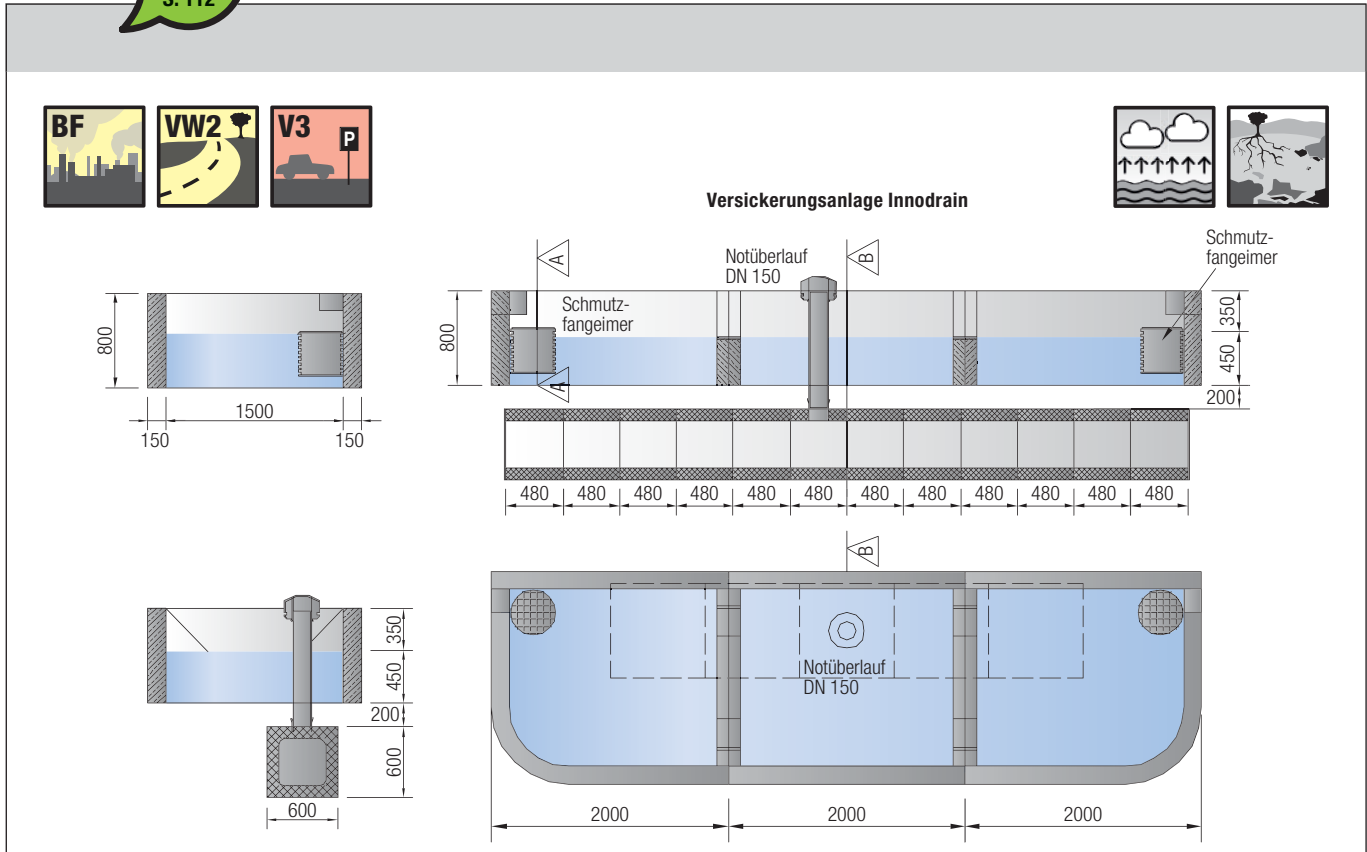 S. 112
BF
VW2
V3
P
Versickerungsanlage Innodrain
Schmutz-
fangeimer
A
Notüberlauf
DN 150
B
Schmutz-
fangeimer
800
1500
150
150
800
A
350
450
200
480 480 480 480 480 480 480 480 480 480 480 480
B
350
450
200
600
600
Notüberlauf
DN 150
2000
2000
2000